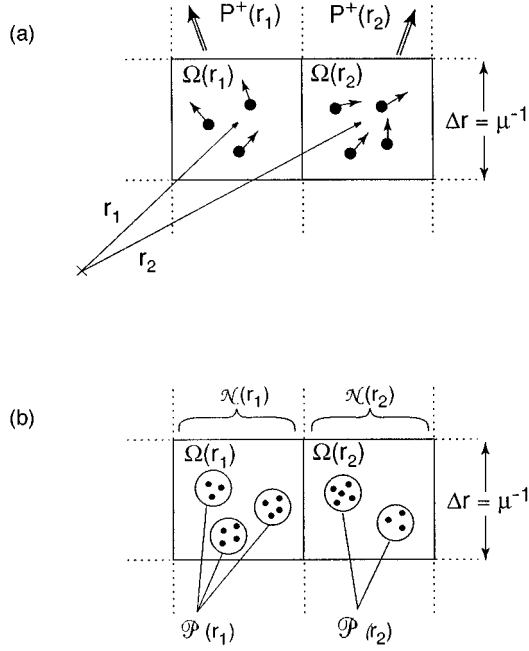 (a)
P⁺(r₁) P⁺(r₂)
Ω(r₁) Ω(r₂)
Δr = μ⁻¹
r₁
r₂
(b)
𝒩(r₁) 𝒩(r₂)
Ω(r₁) Ω(r₂)
Δr = μ⁻¹
𝒫(r₁) 𝒫(r₂)